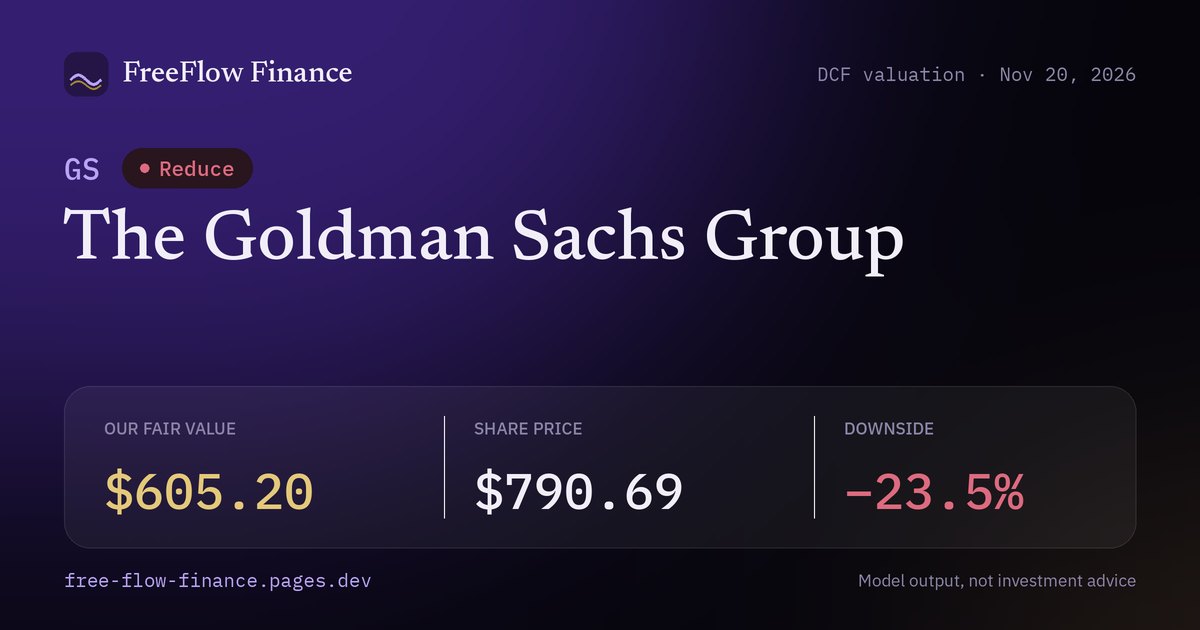 FreeFlow Finance
DCF valuation · Nov 20, 2026
GS
Reduce
The Goldman Sachs Group
OUR FAIR VALUE
$605.20
SHARE PRICE
$790.69
DOWNSIDE
−23.5%
free-flow-finance.pages.dev
Model output, not investment advice